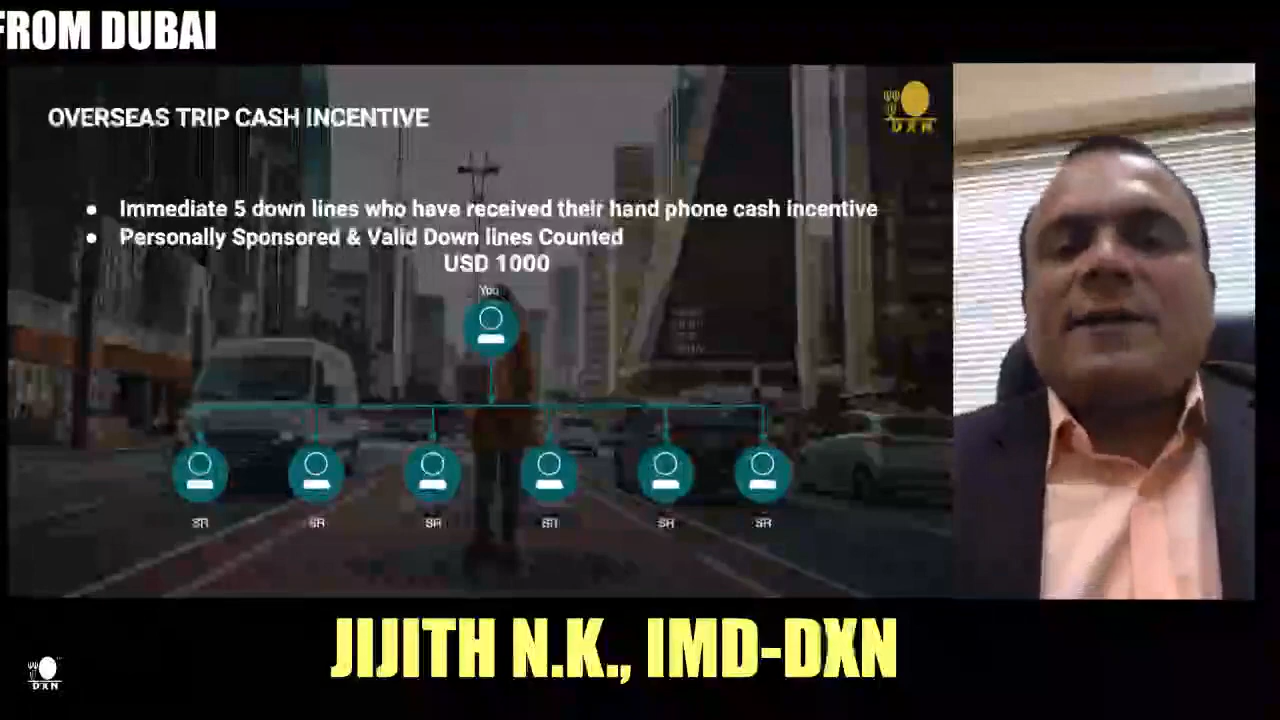 FROM DUBAI
OVERSEAS TRIP CASH INCENTIVE
DXN
● Immediate 5 down lines who have received their hand phone cash incentive
● Personally Sponsored & Valid Down lines Counted
USD 1000
You
SR SR SR SR SR SR
JIJITH N.K., IMD-DXN
DXN